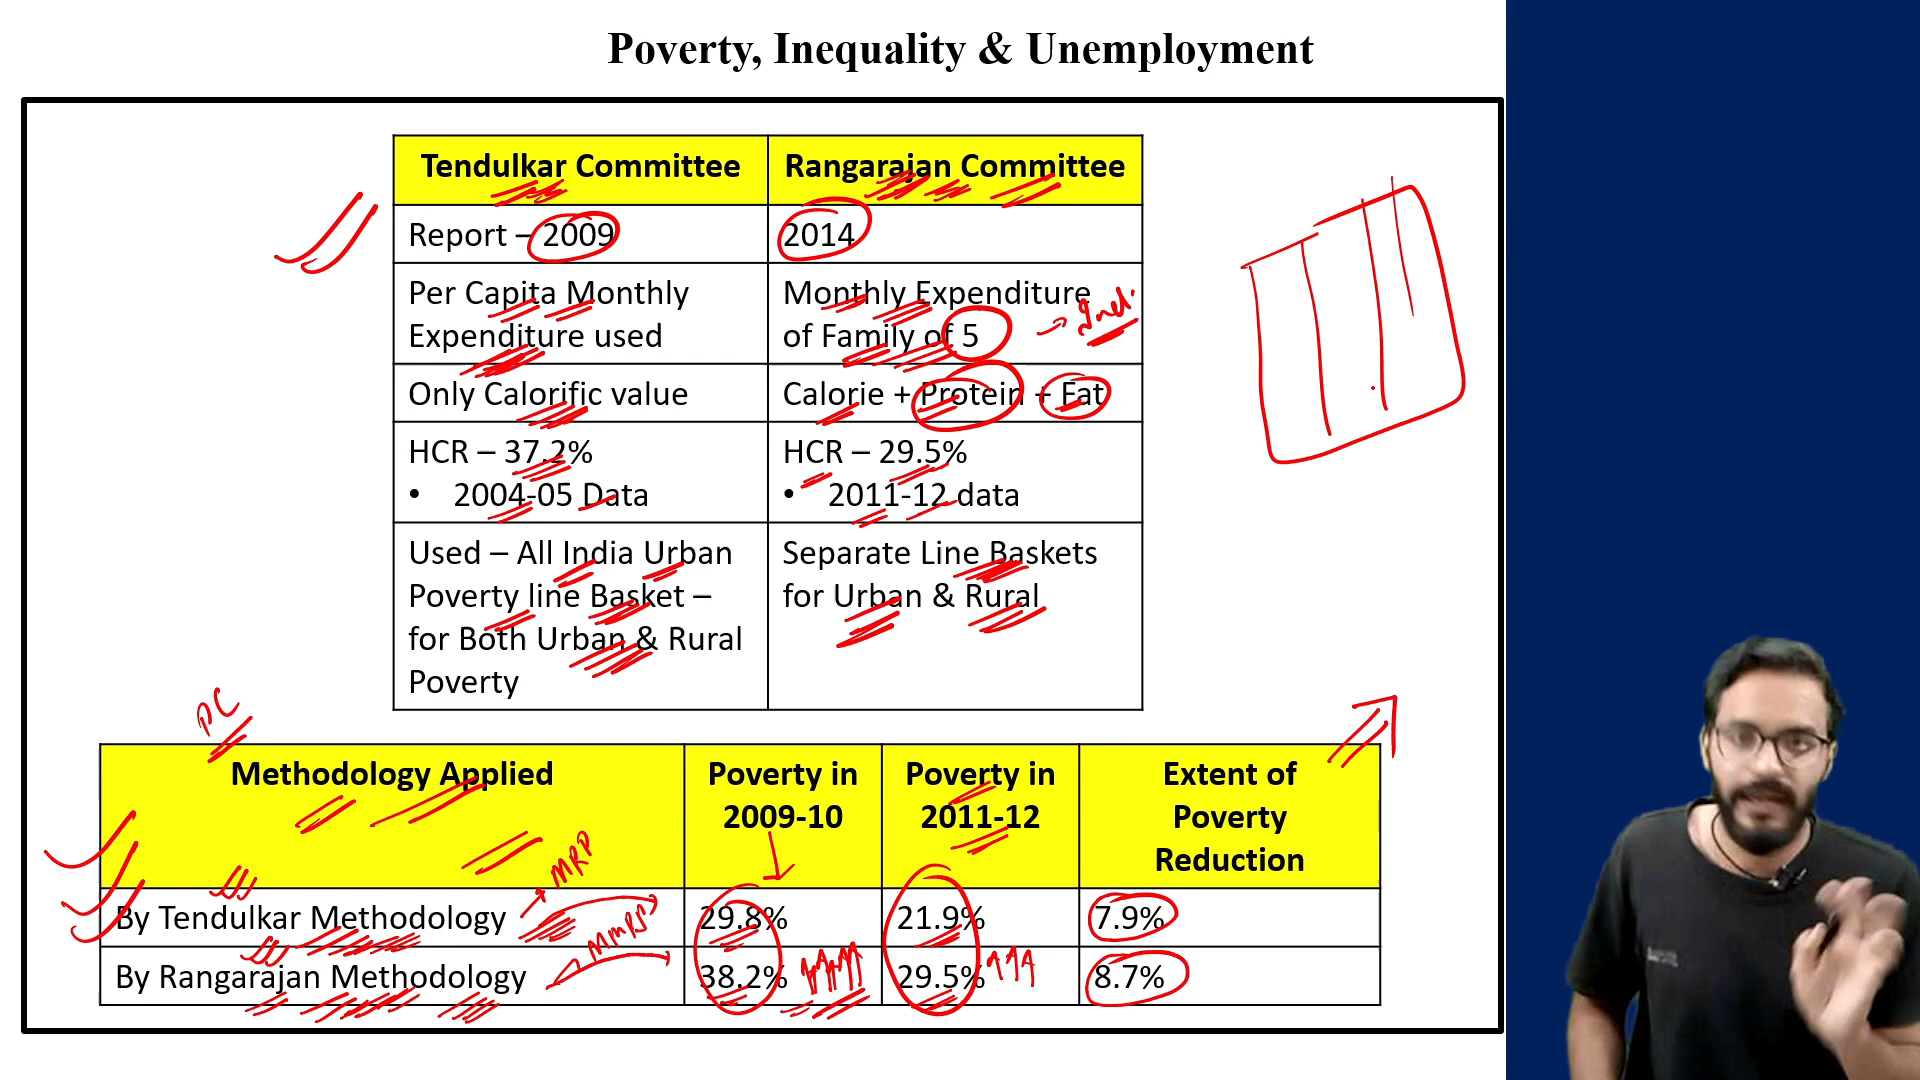 Poverty, Inequality & Unemployment
Tendulkar Committee
Rangarajan Committee
Report – 2009
2014
Per Capita Monthly
Expenditure used
Monthly Expenditure
of Family of 5
Only Calorific value
Calorie + Protein + Fat
HCR – 37.2%
• 2004-05 Data
HCR – 29.5%
• 2011-12 data
Used – All India Urban
Poverty line Basket –
for Both Urban & Rural
Poverty
Separate Line Baskets
for Urban & Rural
PC
Methodology Applied
Poverty in
2009-10
Poverty in
2011-12
Extent of
Poverty
Reduction
MRP
By Tendulkar Methodology
29.8%
21.9%
7.9%
By Rangarajan Methodology
38.2%
29.5%
8.7%